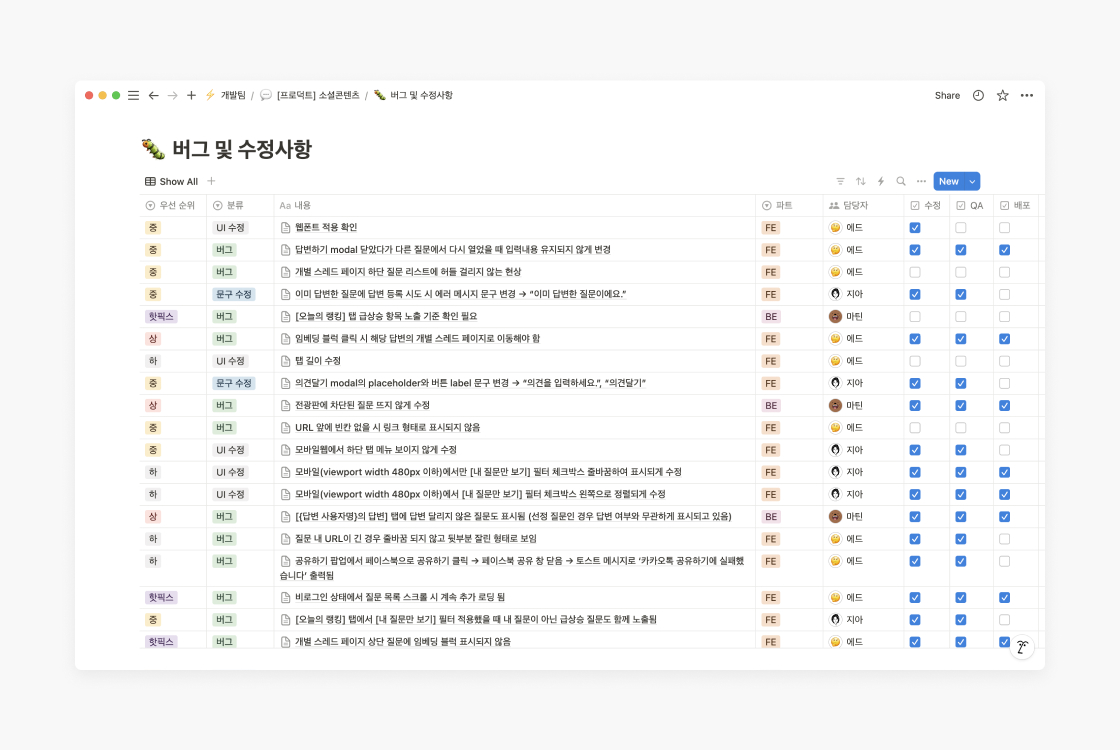 개발팀 / [프로덕트] 소셜콘텐츠 / 버그 및 수정사항 Share
버그 및 수정사항
Show All New
우선 순위 분류 Aa 내용 파트 담당자 수정 QA 배포
중 UI 수정 웹폰트 적용 확인 FE 에드
중 버그 답변하기 modal 닫았다가 다른 질문에서 다시 열었을 때 입력내용 유지되지 않게 변경 FE 에드
중 버그 개별 스레드 페이지 하단 질문 리스트에 허들 걸리지 않는 현상 FE 에드
중 문구 수정 이미 답변한 질문에 답변 등록 시도 시 에러 메시지 문구 변경 → “이미 답변한 질문이에요.” FE 지아
핫픽스 버그 [오늘의 랭킹] 탭 급상승 항목 노출 기준 확인 필요 BE 마틴
상 버그 임베딩 블럭 클릭 시 해당 답변의 개별 스레드 페이지로 이동해야 함 FE 에드
하 UI 수정 탭 길이 수정 FE 에드
중 문구 수정 의견달기 modal의 placeholder와 버튼 label 문구 변경 → “의견을 입력하세요.”, “의견달기” FE 지아
상 버그 전광판에 차단된 질문 뜨지 않게 수정 BE 마틴
중 버그 URL 앞에 빈칸 없을 시 링크 형태로 표시되지 않음 FE 에드
중 UI 수정 모바일웹에서 하단 탭 메뉴 보이지 않게 수정 FE 지아
하 UI 수정 모바일(viewport width 480px 이하)에서만 [내 질문만 보기] 필터 체크박스 줄바꿈하여 표시되게 수정 FE 지아
하 UI 수정 모바일(viewport width 480px 이하)에서 [내 질문만 보기] 필터 체크박스 왼쪽으로 정렬되게 수정 FE 지아
상 버그 [{답변 사용자명}의 답변] 탭에 답변 달리지 않은 질문도 표시됨 (선정 질문인 경우 답변 여부와 무관하게 표시되고 있음) BE 마틴
하 버그 질문 내 URL이 긴 경우 줄바꿈 되지 않고 뒷부분 잘린 형태로 보임 FE 에드
하 버그 공유하기 팝업에서 페이스북으로 공유하기 클릭 → 페이스북 공유 창 닫음 → 토스트 메시지로 ‘카카오톡 공유하기에 실패했 FE 에드
습니다’ 출력됨
핫픽스 버그 비로그인 상태에서 질문 목록 스크롤 시 계속 추가 로딩 됨 FE 에드
중 버그 [오늘의 랭킹] 탭에서 [내 질문만 보기] 필터 적용했을 때 내 질문이 아닌 급상승 질문도 함께 노출됨 FE 지아
핫픽스 버그 개별 스레드 페이지 상단 질문에 임베딩 블럭 표시되지 않음 FE 에드